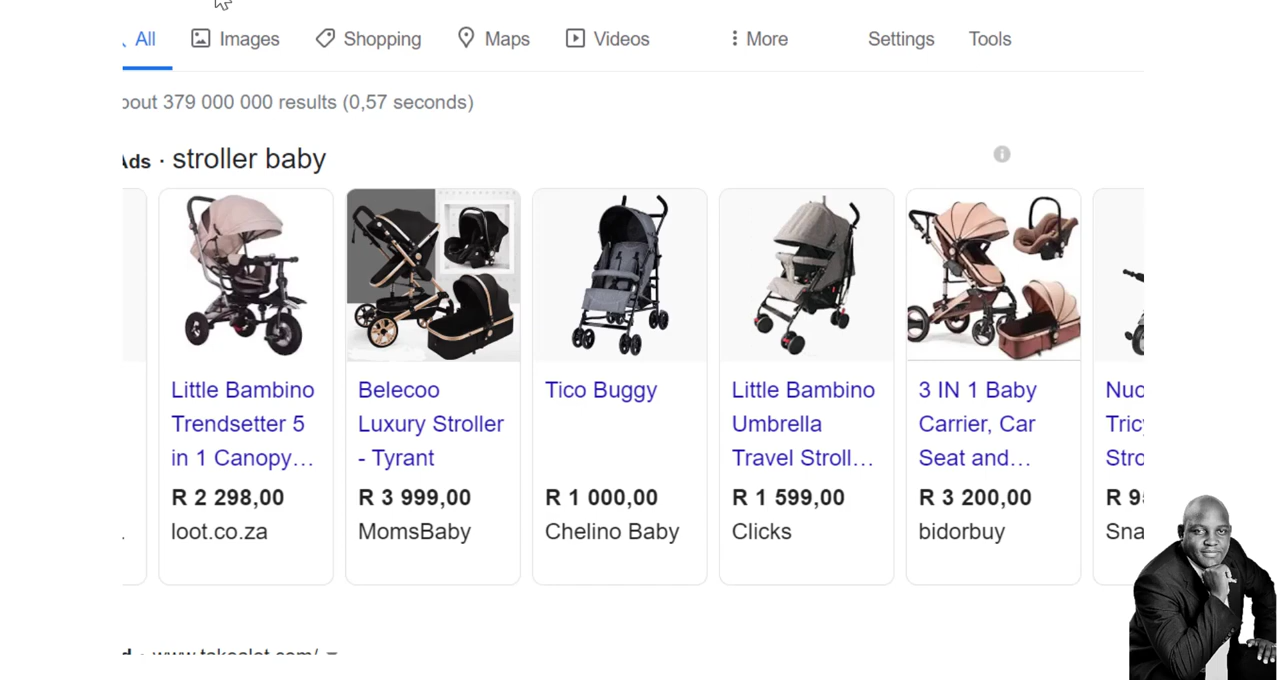 All Images Shopping Maps Videos More Settings Tools
379 000 000 results (0,57 seconds)
Ads · stroller baby
Little Bambino
Trendsetter 5
in 1 Canopy…
R 2 298,00
loot.co.za
Belecoo
Luxury Stroller
- Tyrant
R 3 999,00
MomsBaby
Tico Buggy
R 1 000,00
Chelino Baby
Little Bambino
Umbrella
Travel Stroll…
R 1 599,00
Clicks
3 IN 1 Baby
Carrier, Car
Seat and…
R 3 200,00
bidorbuy